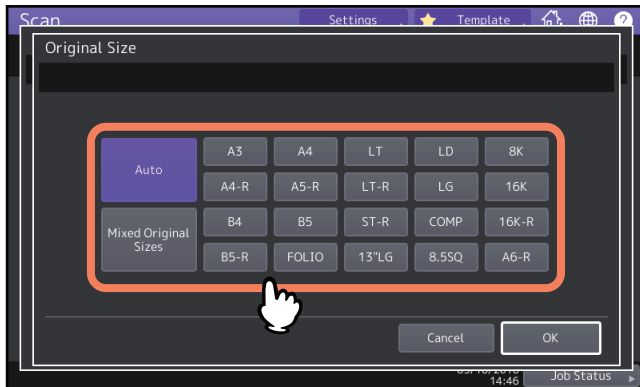 Scan
Settings
Template
?
Original Size
Auto
A3
A4
LT
LD
8K
A4-R
A5-R
LT-R
LG
16K
Mixed Original
Sizes
B4
B5
ST-R
COMP
16K-R
B5-R
FOLIO
13"LG
8.5SQ
A6-R
Cancel
OK
14:46
Job Status